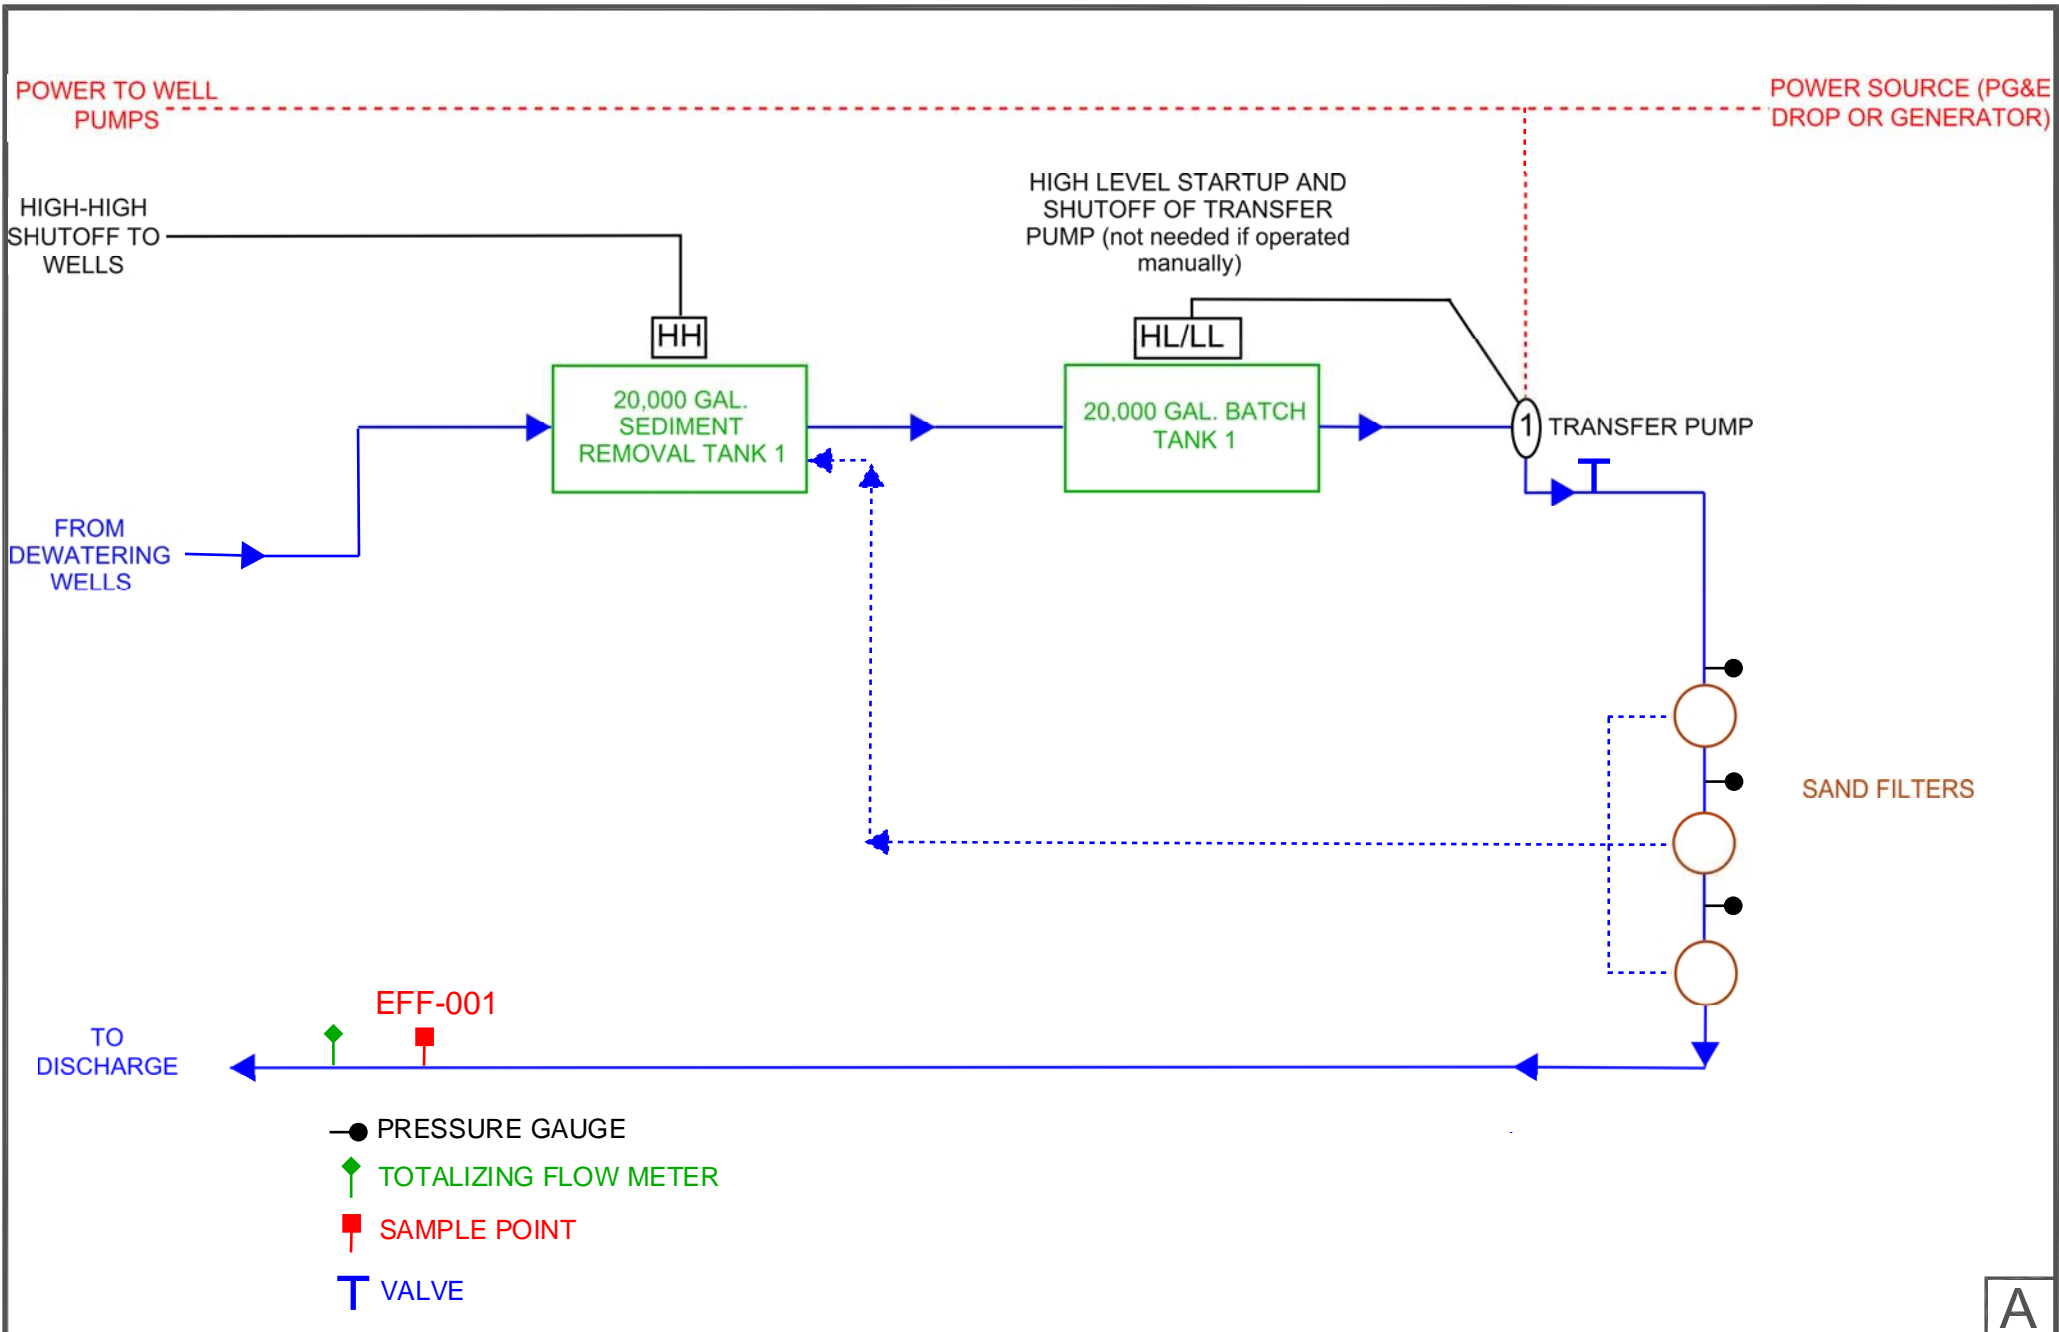 POWER TO WELL
PUMPS
POWER SOURCE (PG&E
DROP OR GENERATOR)
HIGH-HIGH
SHUTOFF TO
WELLS
HIGH LEVEL STARTUP AND
SHUTOFF OF TRANSFER
PUMP (not needed if operated
manually)
HH
HL/LL
20,000 GAL.
SEDIMENT
REMOVAL TANK 1
20,000 GAL. BATCH
TANK 1
1
TRANSFER PUMP
FROM
DEWATERING
WELLS
SAND FILTERS
EFF-001
TO
DISCHARGE
PRESSURE GAUGE
TOTALIZING FLOW METER
SAMPLE POINT
VALVE
A